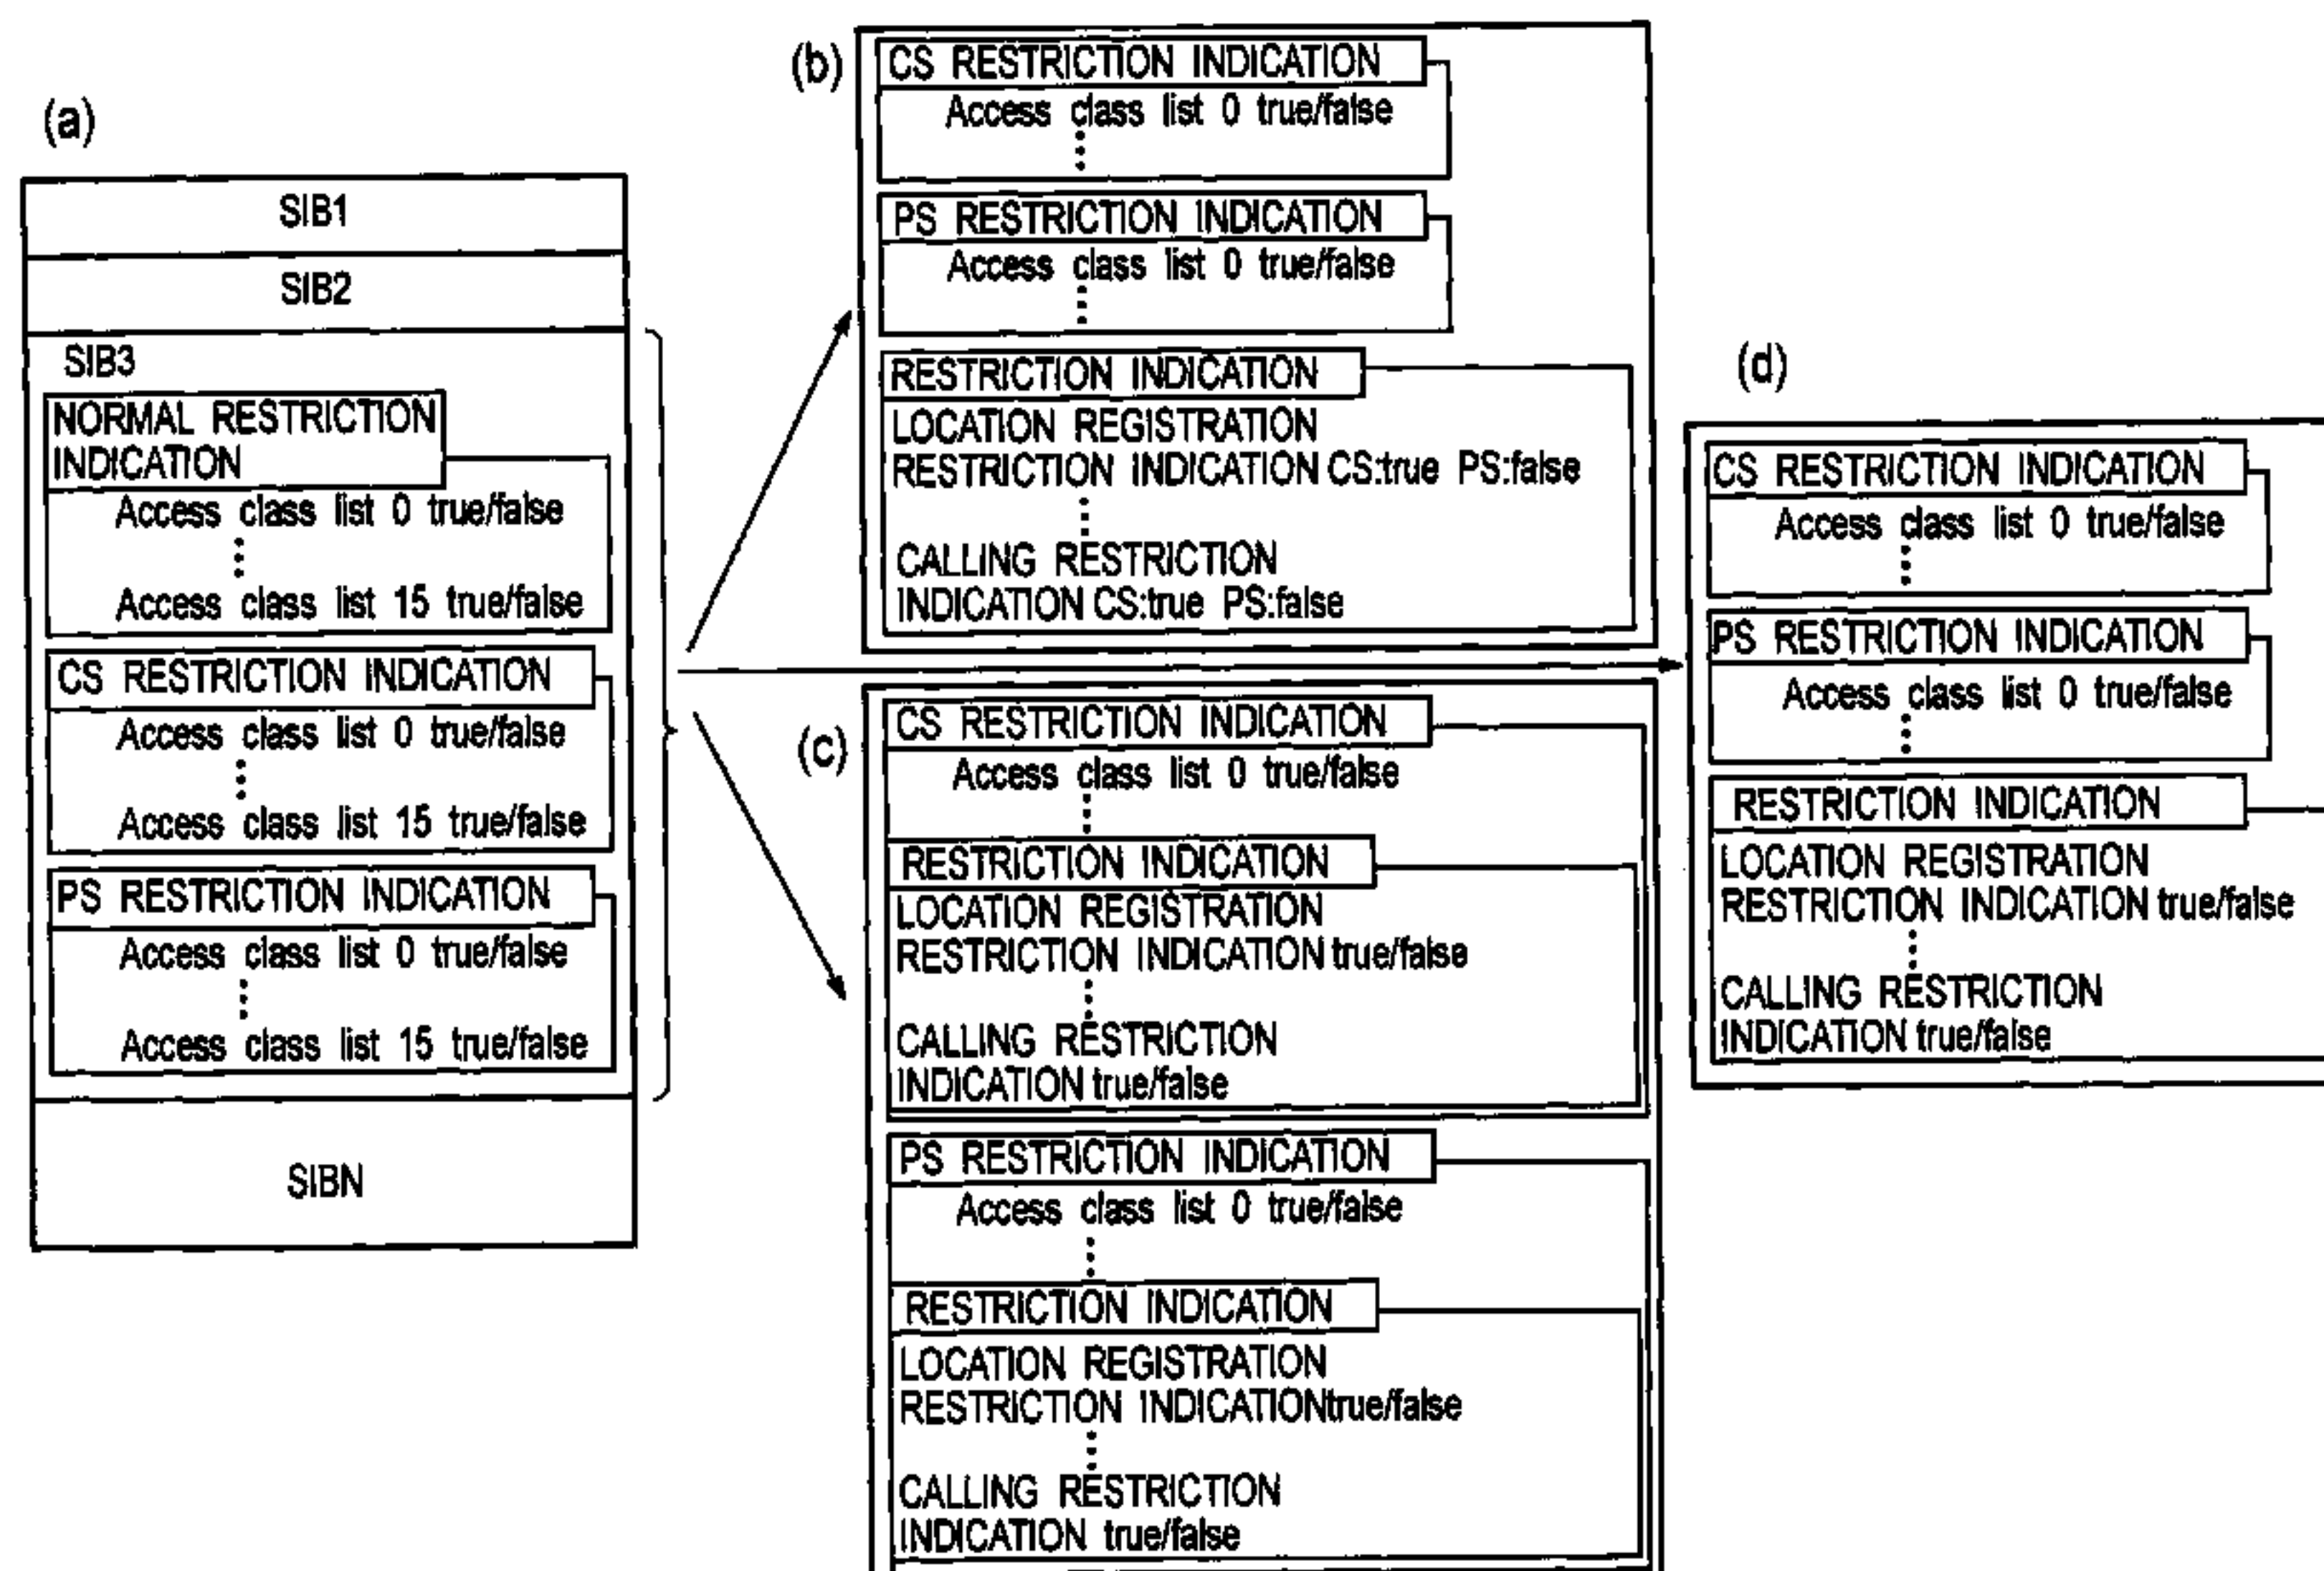 (a)
SIB1
SIB2
SIB3
NORMAL RESTRICTION
INDICATION
Access class list 0 true/false
Access class list 15 true/false
CS RESTRICTION INDICATION
Access class list 0 true/false
Access class list 15 true/false
PS RESTRICTION INDICATION
Access class list 0 true/false
Access class list 15 true/false
SIBN
(b)
CS RESTRICTION INDICATION
Access class list 0 true/false
PS RESTRICTION INDICATION
Access class list 0 true/false
RESTRICTION INDICATION
LOCATION REGISTRATION
RESTRICTION INDICATION CS:true PS:false
CALLING RESTRICTION
INDICATION CS:true PS:false
(c)
CS RESTRICTION INDICATION
Access class list 0 true/false
RESTRICTION INDICATION
LOCATION REGISTRATION
RESTRICTION INDICATION true/false
CALLING RESTRICTION
INDICATION true/false
PS RESTRICTION INDICATION
Access class list 0 true/false
RESTRICTION INDICATION
LOCATION REGISTRATION
RESTRICTION INDICATIONtrue/false
CALLING RESTRICTION
INDICATION true/false
(d)
CS RESTRICTION INDICATION
Access class list 0 true/false
PS RESTRICTION INDICATION
Access class list 0 true/false
RESTRICTION INDICATION
LOCATION REGISTRATION
RESTRICTION INDICATION true/false
CALLING RESTRICTION
INDICATION true/false